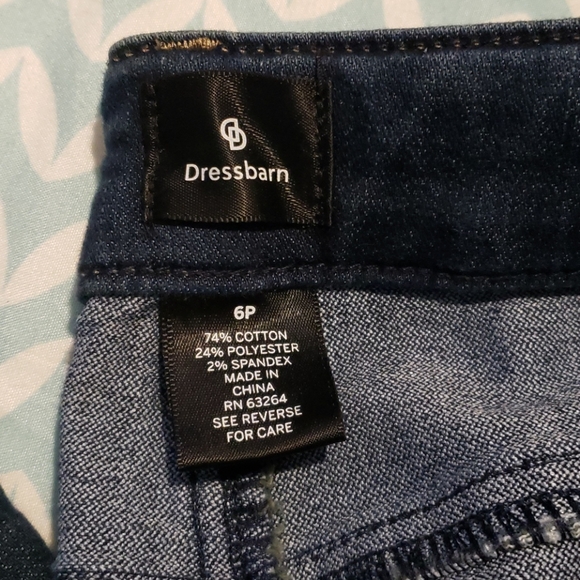 Dressbarn
6P
74% COTTON
24% POLYESTER
2% SPANDEX
MADE IN
CHINA
RN 63264
SEE REVERSE
FOR CARE